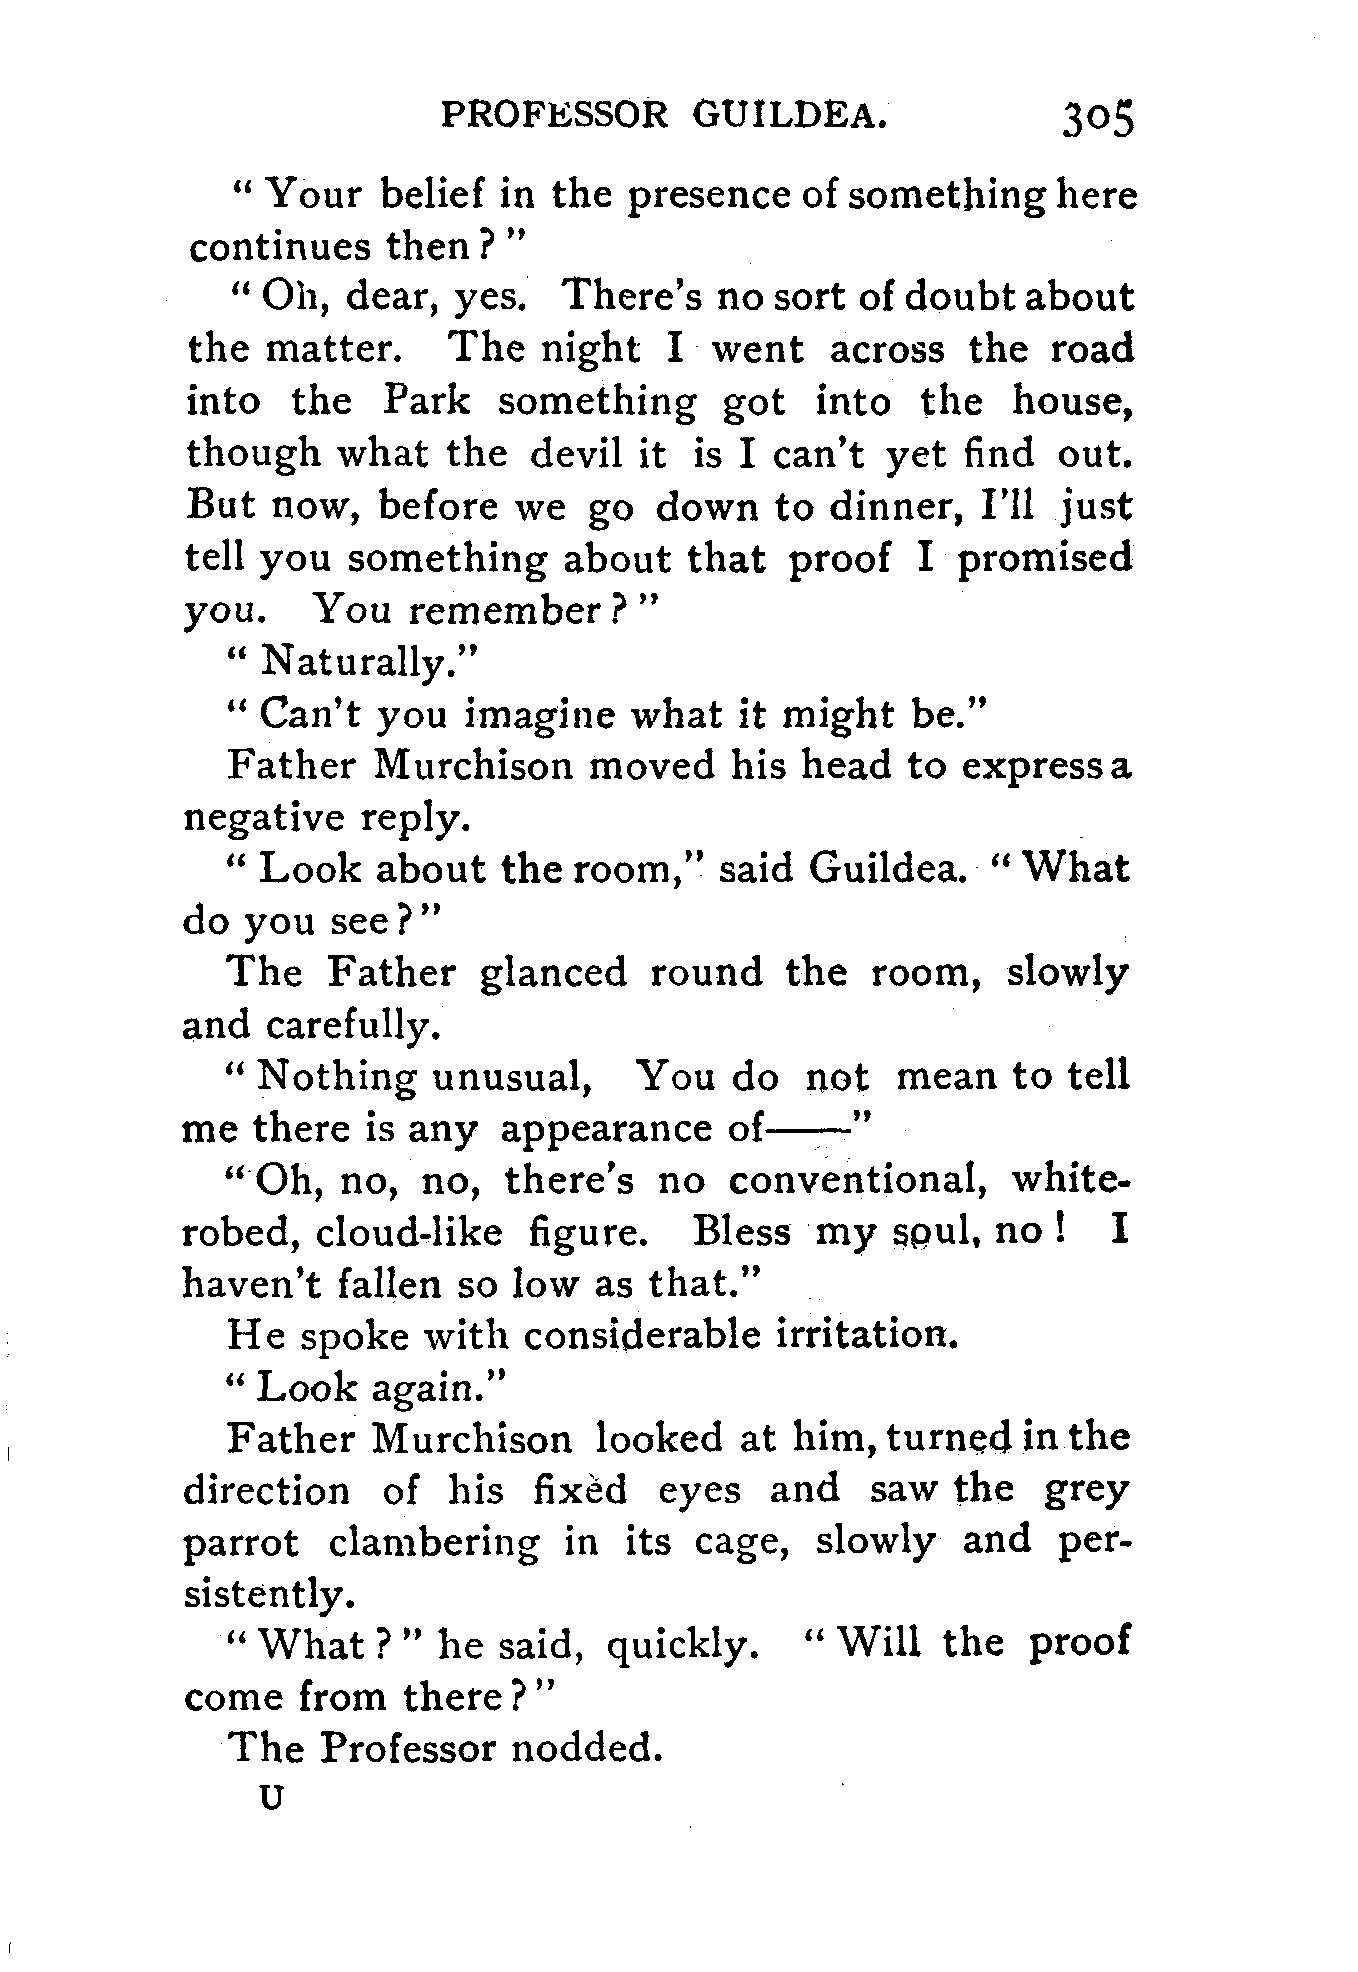 PROFESSOR GUILDEA. 305
" Your belief in the presence of something here
continues then ? "
" Oh, dear, yes. There's no sort of doubt about
the matter. The night I went across the road
into the Park something got into the house,
though what the devil it is I can't yet find out.
But now, before we go down to dinner, I'll just
tell you something about that proof I promised
you. You remember ? "
" Naturally."
" Can't you imagine what it might be."
Father Murchison moved his head to express a
negative reply.
" Look about the room," said Guildea. " What
do you see ? "
The Father glanced round the room, slowly
and carefully.
" Nothing unusual, You do not mean to tell
me there is any appearance of——"
" Oh, no, no, there's no conventional, white-
robed, cloud-like figure. Bless my soul, no ! I
haven't fallen so low as that."
He spoke with considerable irritation.
" Look again."
Father Murchison looked at him, turned in the
direction of his fixed eyes and saw the grey
parrot clambering in its cage, slowly and per-
sistently.
" What ? " he said, quickly. " Will the proof
come from there ? "
The Professor nodded.
U